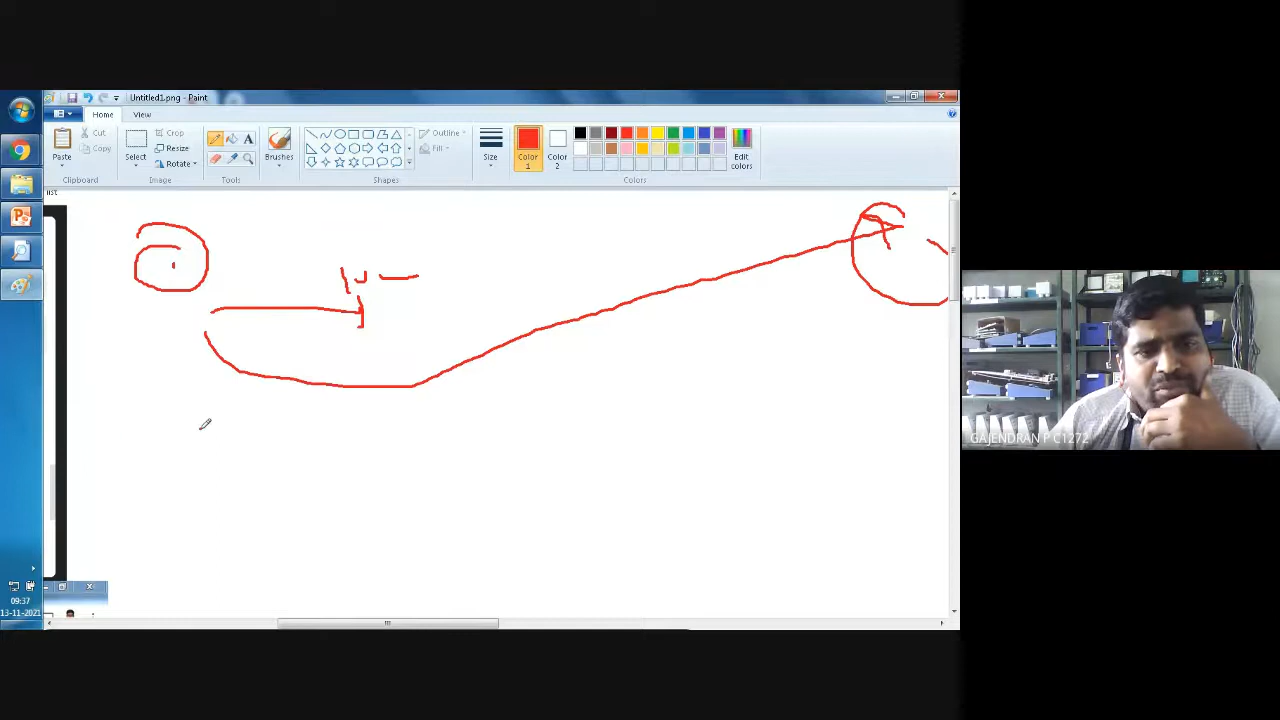 Untitled1.png - Paint
Home
View
Paste
Cut
Copy
Clipboard
Select
Crop
Resize
Rotate
Image
A
Tools
Brushes
Shapes
Outline
Fill
Size
Color 1
Color 2
Edit colors
Colors
list
09:37
13-11-2021
GAJENDRAN P C1272